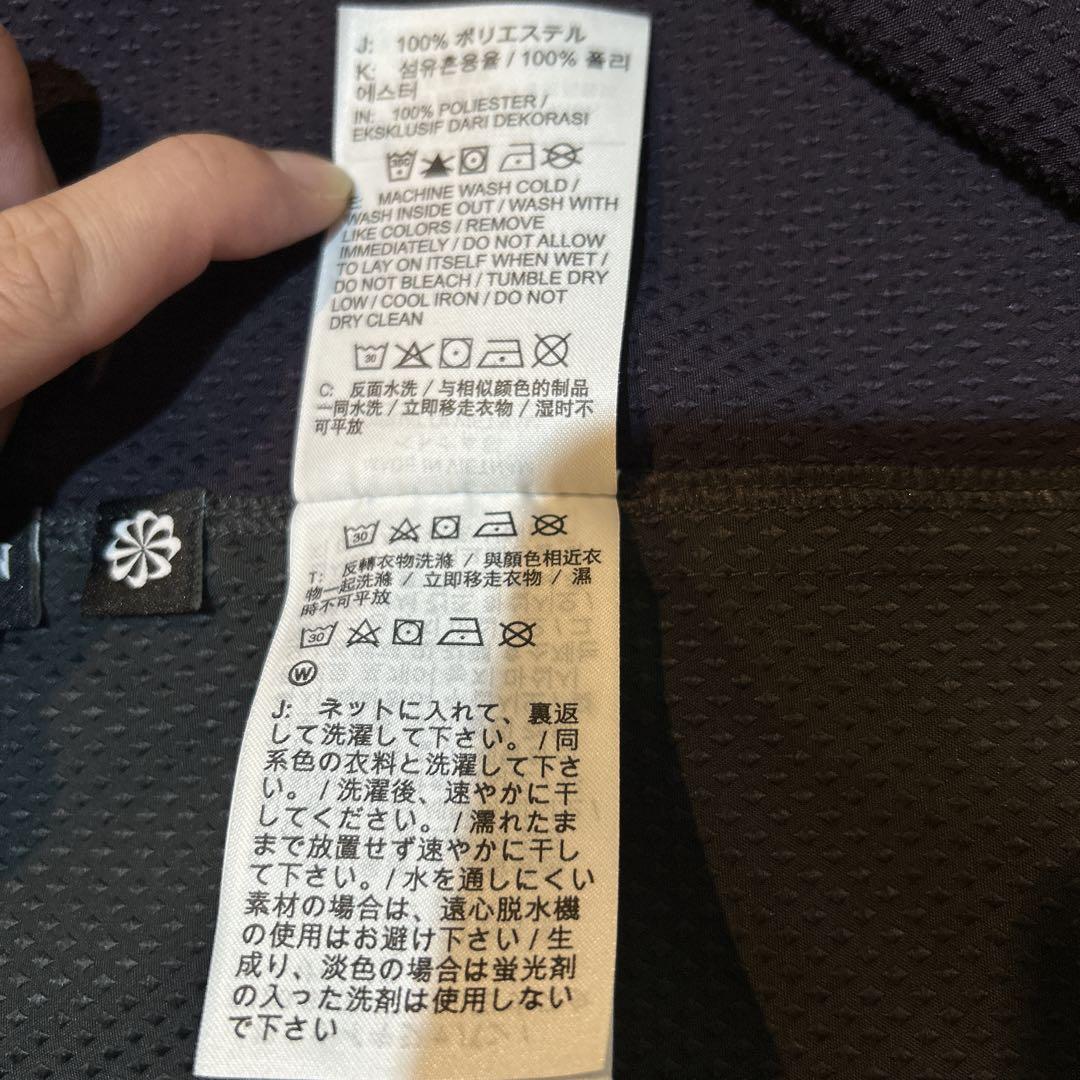 J: 100% ポリエステル
K: 섬유혼용율 / 100% 폴리
에스터
IN: 100% POLIESTER /
EKSKLUSIF DARI DEKORASI
MACHINE WASH COLD /
WASH INSIDE OUT / WASH WITH
LIKE COLORS / REMOVE
IMMEDIATELY / DO NOT ALLOW
TO LAY ON ITSELF WHEN WET /
DO NOT BLEACH / TUMBLE DRY
LOW / COOL IRON / DO NOT
DRY CLEAN
30
C: 反面水洗 / 与相似颜色的制品
一同水洗 / 立即移走衣物 / 湿时不
可平放
30
T: 反轉衣物洗滌 / 與顏色相近衣
物一起洗滌 / 立即移走衣物 / 濕
時不可平放
30
W
J: ネットに入れて、裏返
して洗濯して下さい。/ 同
系色の衣料と洗濯して下さ
い。/ 洗濯後、速やかに干
してください。/ 濡れたま
まで放置せず速やかに干し
て下さい。/ 水を通しにくい
素材の場合は、遠心脱水機
の使用はお避け下さい / 生
成り、淡色の場合は蛍光剤
の入った洗剤は使用しない
で下さい